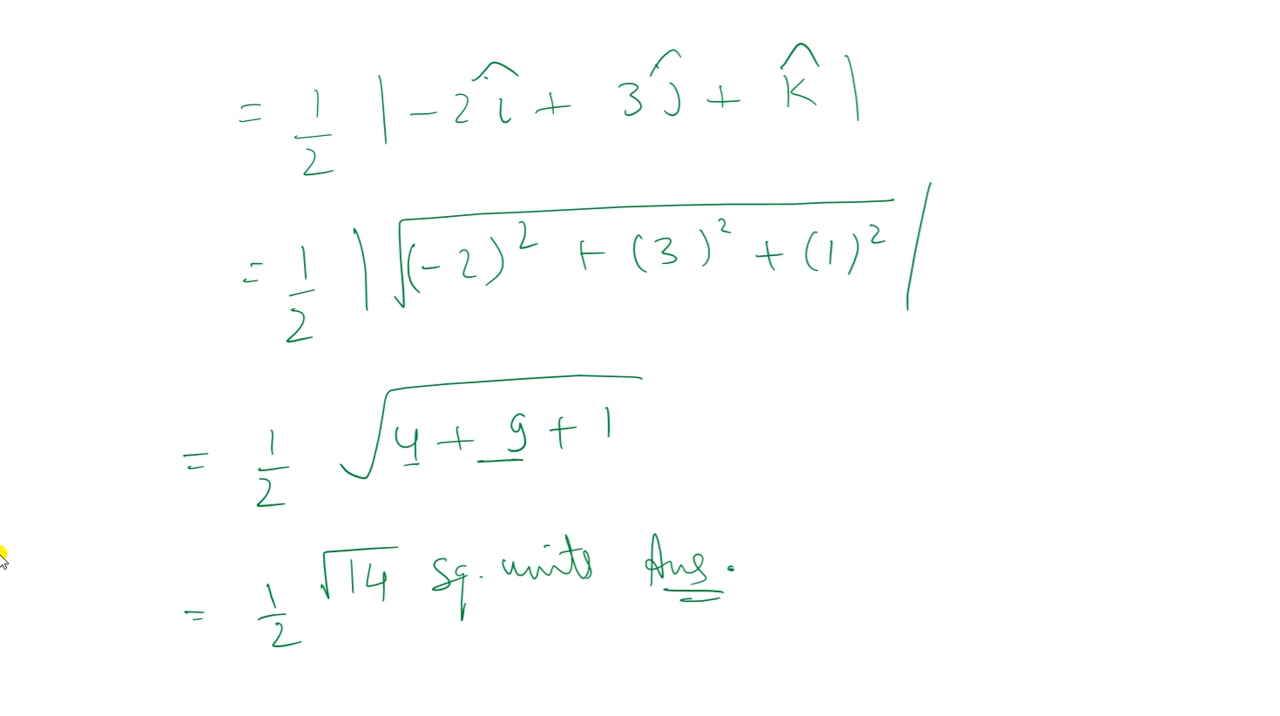 = 1/2 |-2î + 3ĵ + k̂|
= 1/2 |√((-2)² + (3)² + (1)²)|
= 1/2 √(4 + 9 + 1)
= 1/2 √14 sq. units Ans.